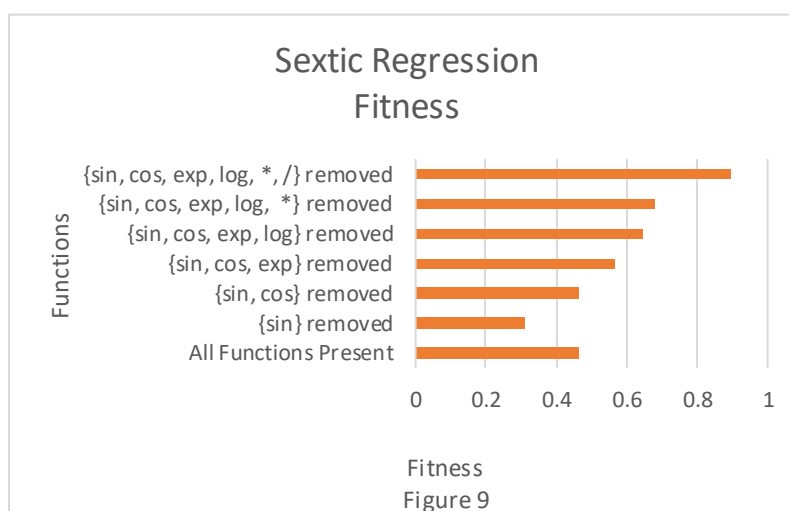 Sextic Regression
Fitness
Functions
{sin, cos, exp, log, *, /} removed
{sin, cos, exp, log, *} removed
{sin, cos, exp, log} removed
{sin, cos, exp} removed
{sin, cos} removed
{sin} removed
All Functions Present
0 0.2 0.4 0.6 0.8 1
Fitness
Figure 9